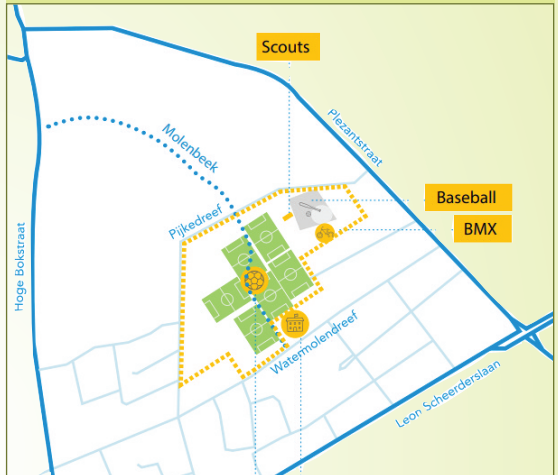 Scouts
Plezantstraat
Molenbeek
Baseball
Pijkedreef
BMX
Hoge Bokstraat
Watermolendreef
Leon Scheerderslaan